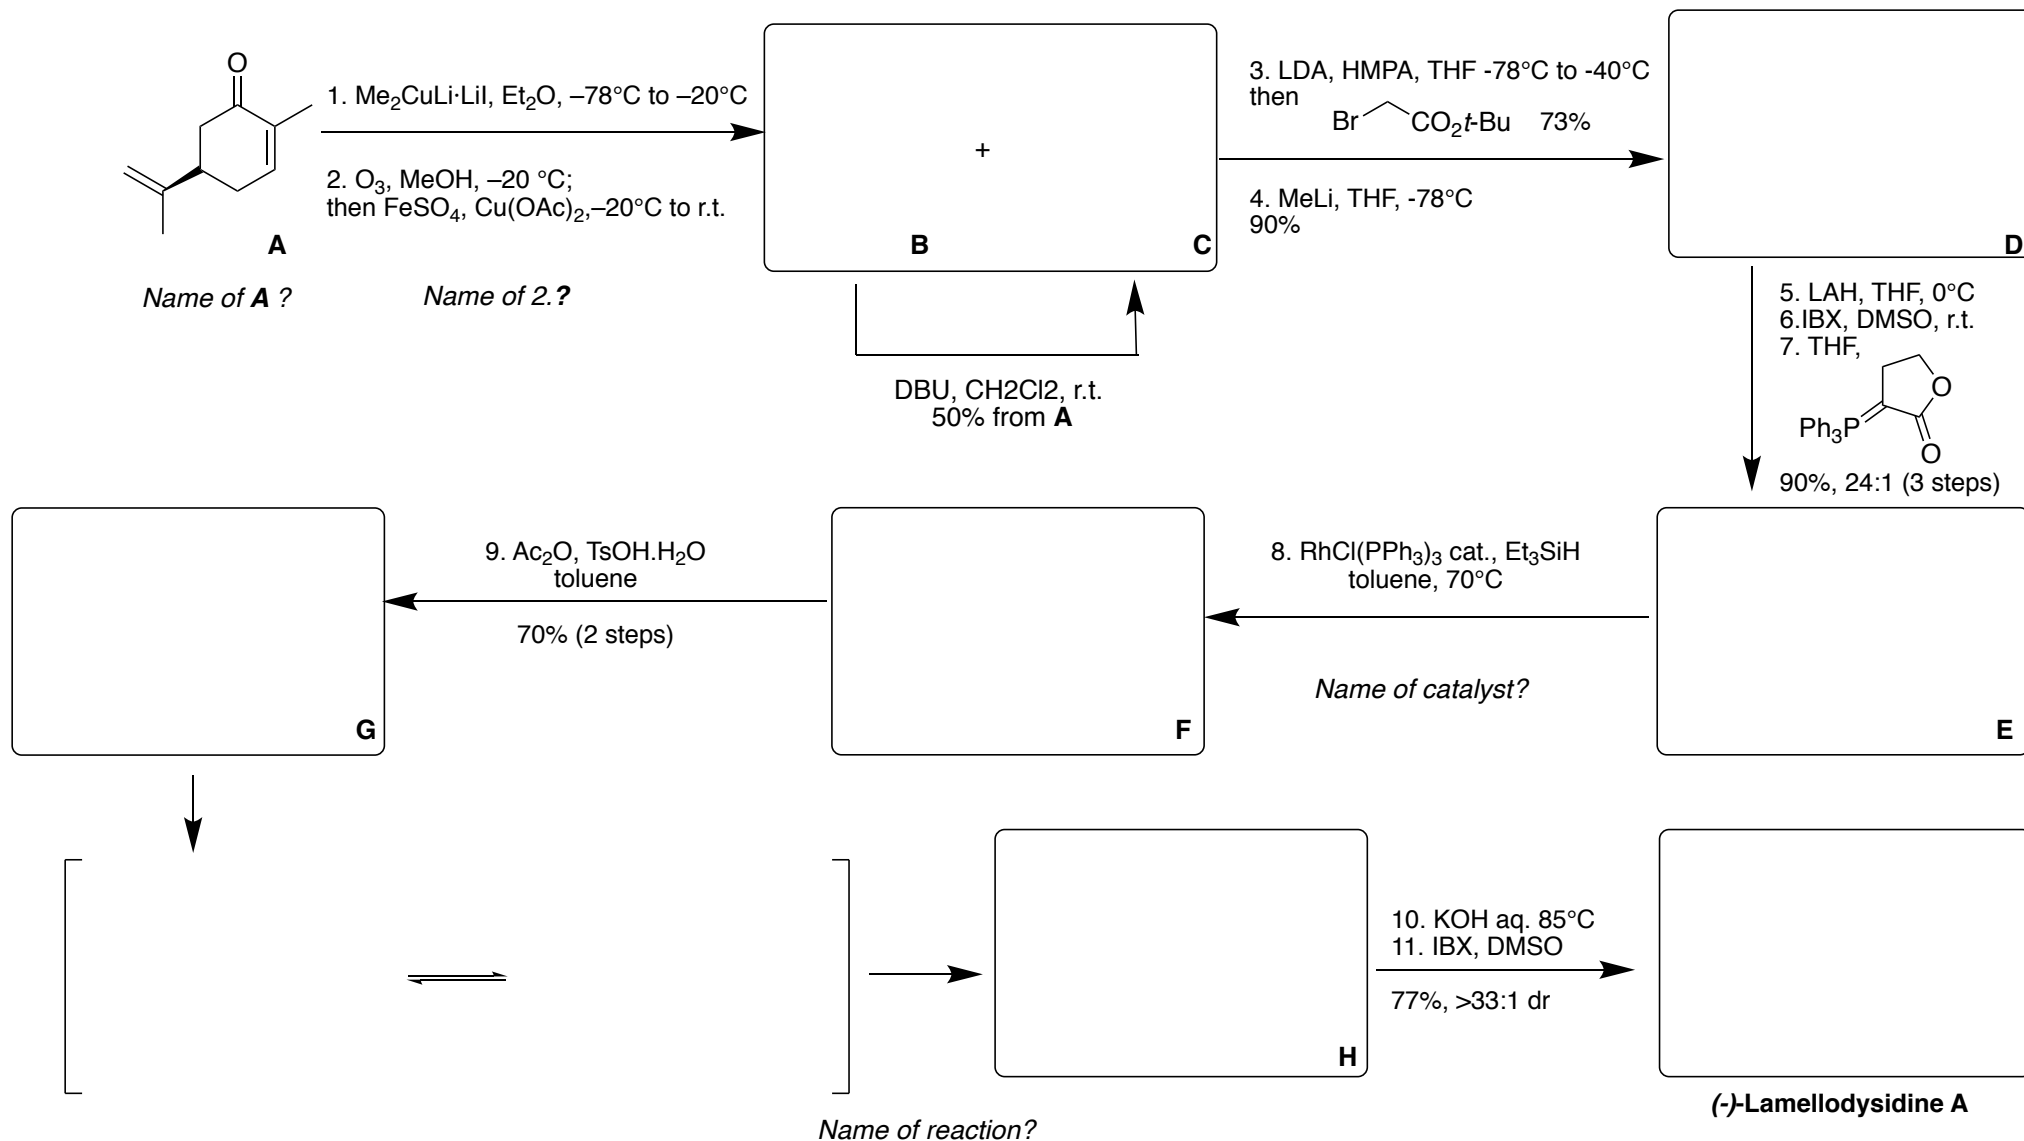 O
1. Me2CuLi·LiI, Et2O, –78°C to –20°C
2. O3, MeOH, –20 °C;
then FeSO4, Cu(OAc)2,–20°C to r.t.
A
Name of A ?
Name of 2.?
+
B
C
DBU, CH2Cl2, r.t.
50% from A
3. LDA, HMPA, THF -78°C to -40°C
then
Br
CO2t-Bu 73%
4. MeLi, THF, -78°C
90%
D
5. LAH, THF, 0°C
6.IBX, DMSO, r.t.
7. THF,
O
Ph3P
O
90%, 24:1 (3 steps)
E
8. RhCl(PPh3)3 cat., Et3SiH
toluene, 70°C
Name of catalyst?
F
9. Ac2O, TsOH.H2O
toluene
70% (2 steps)
G
Name of reaction?
H
10. KOH aq. 85°C
11. IBX, DMSO
77%, >33:1 dr
(-)-Lamellodysidine A